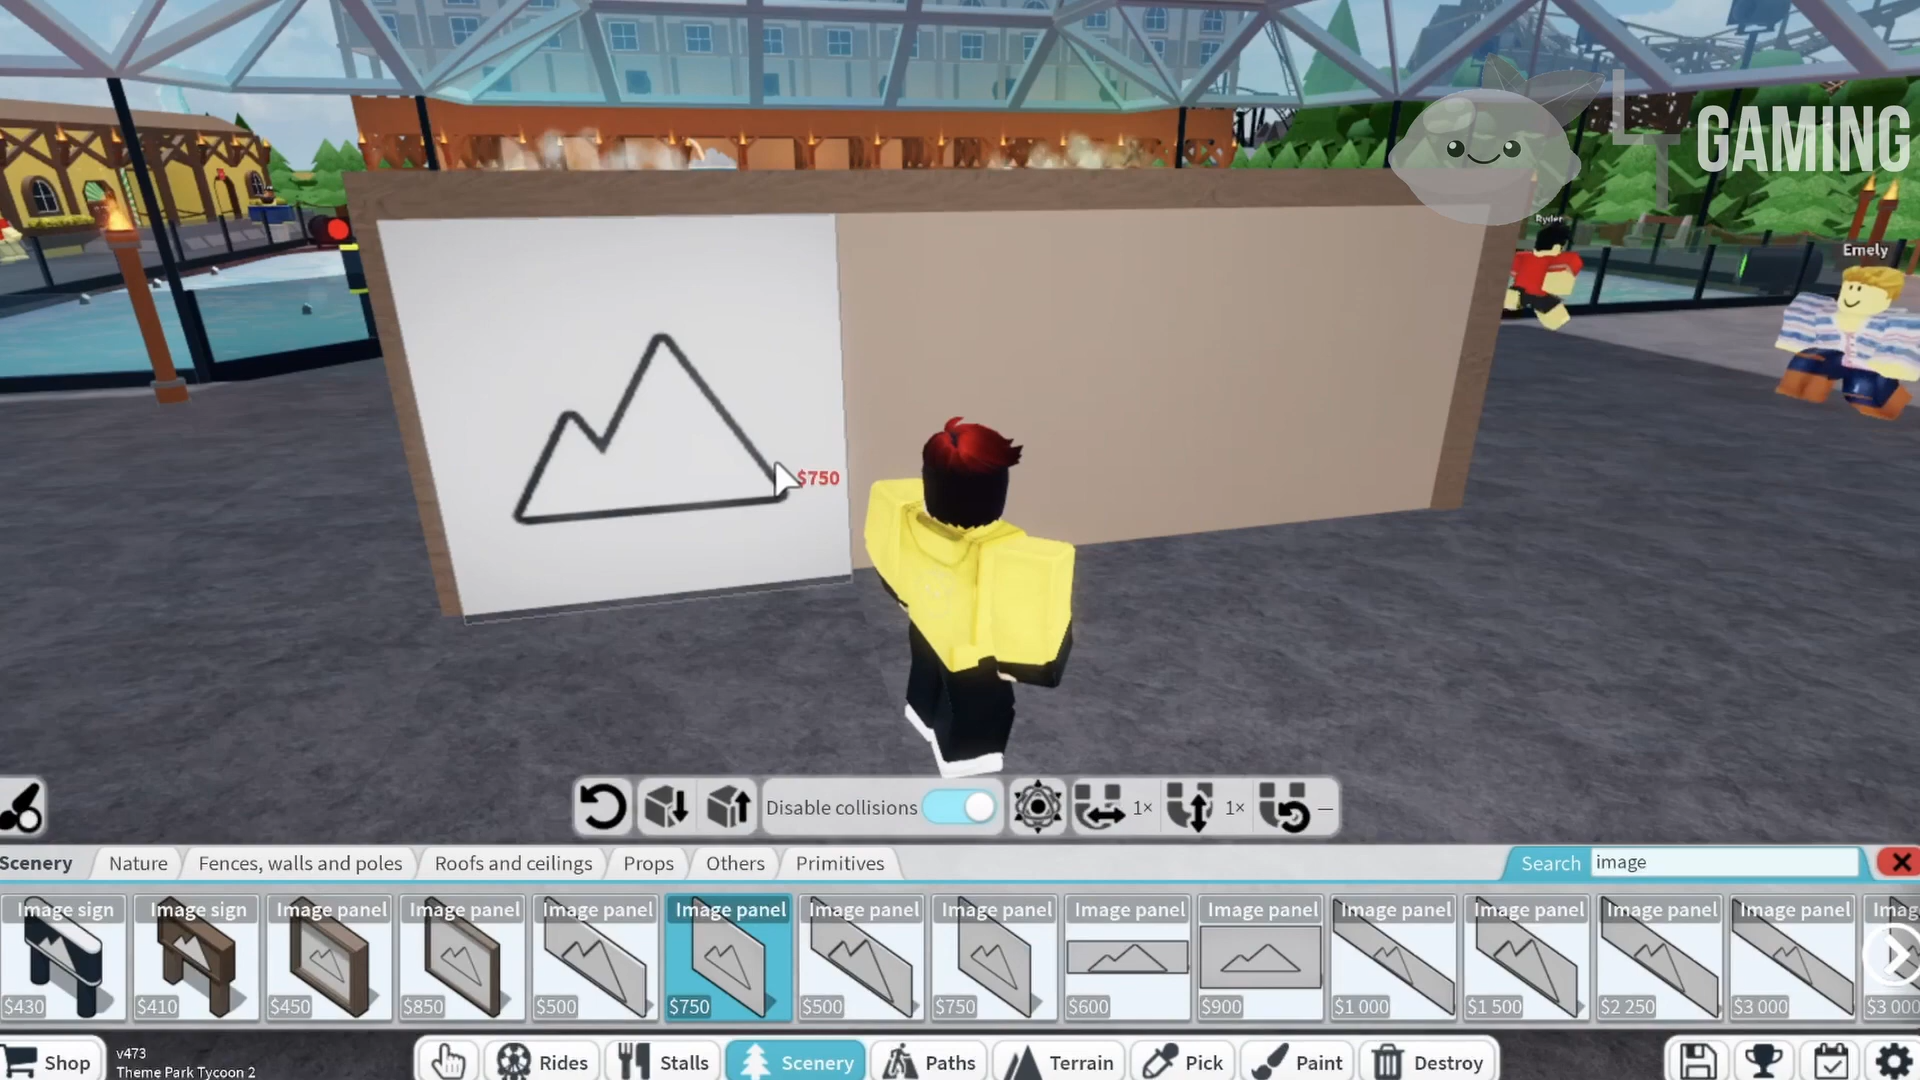 LT GAMING
Ryder
Emely
$750
Disable collisions
1×
1×
—
Scenery
Nature
Fences, walls and poles
Roofs and ceilings
Props
Others
Primitives
Search
image
Image sign
Image sign
Image panel
Image panel
Image panel
Image panel
Image panel
Image panel
Image panel
Image panel
Image panel
Image panel
Image panel
Image panel
Imag
$430
$410
$450
$850
$500
$750
$500
$750
$600
$900
$1 000
$1 500
$2 250
$3 000
$3 000
Shop
v473
Theme Park Tycoon 2
Rides
Stalls
Scenery
Paths
Terrain
Pick
Paint
Destroy